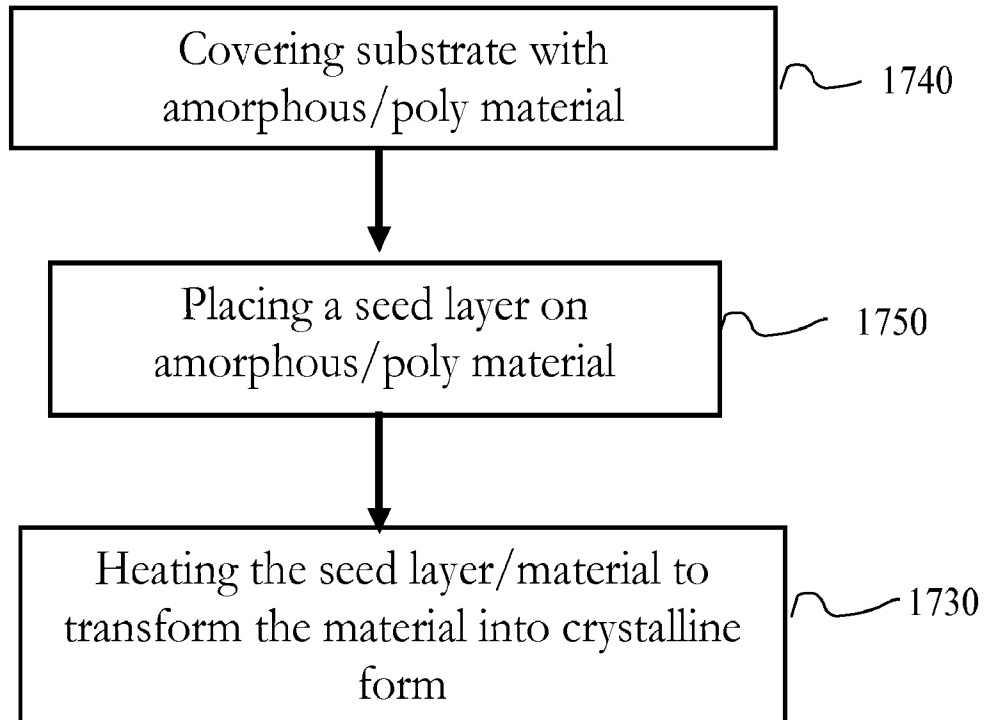 Covering substrate with
amorphous/poly material
1740
Placing a seed layer on
amorphous/poly material
1750
Heating the seed layer/material to
transform the material into crystalline
form
1730